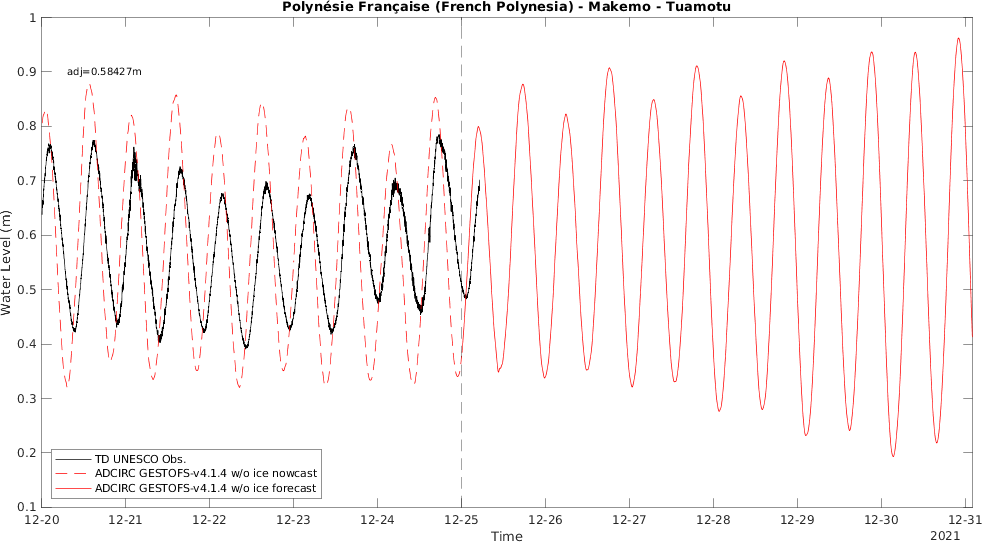 Polynésie Française (French Polynesia) - Makemo - Tuamotu
1
0.9
0.8
0.7
0.6
0.5
0.4
0.3
0.2
0.1
Water Level (m)
adj=0.58427m
TD UNESCO Obs.
ADCIRC GESTOFS-v4.1.4 w/o ice nowcast
ADCIRC GESTOFS-v4.1.4 w/o ice forecast
12-20 12-21 12-22 12-23 12-24 12-25 12-26 12-27 12-28 12-29 12-30 12-31
Time
2021